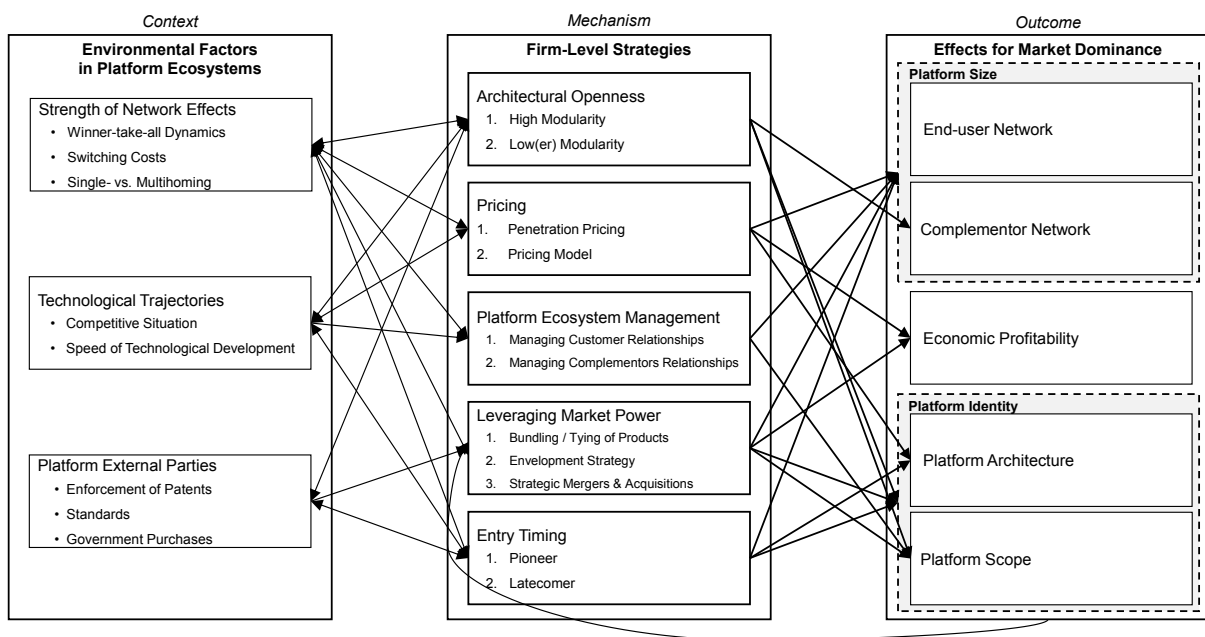 Context
Environmental Factors
in Platform Ecosystems
Strength of Network Effects
• Winner-take-all Dynamics
• Switching Costs
• Single- vs. Multihoming
Technological Trajectories
• Competitive Situation
• Speed of Technological Development
Platform External Parties
• Enforcement of Patents
• Standards
• Government Purchases
Mechanism
Firm-Level Strategies
Architectural Openness
1. High Modularity
2. Low(er) Modularity
Pricing
1. Penetration Pricing
2. Pricing Model
Platform Ecosystem Management
1. Managing Customer Relationships
2. Managing Complementors Relationships
Leveraging Market Power
1. Bundling / Tying of Products
2. Envelopment Strategy
3. Strategic Mergers & Acquisitions
Entry Timing
1. Pioneer
2. Latecomer
Outcome
Effects for Market Dominance
Platform Size
End-user Network
Complementor Network
Economic Profitability
Platform Identity
Platform Architecture
Platform Scope